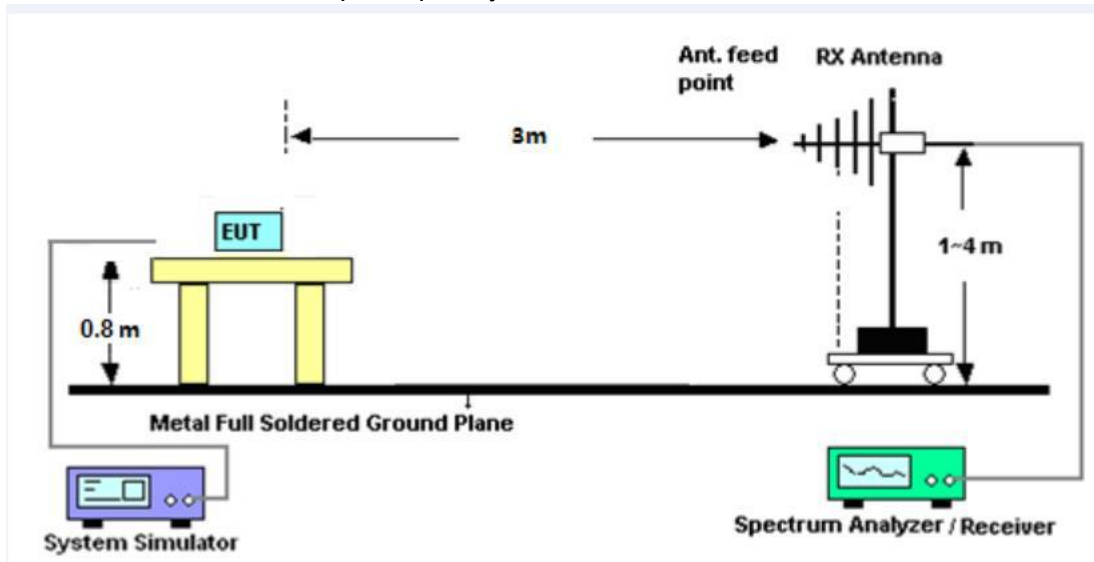 Ant. feed
point
RX Antenna
3m
EUT
1~4 m
0.8 m
Metal Full Soldered Ground Plane
System Simulator
Spectrum Analyzer / Receiver